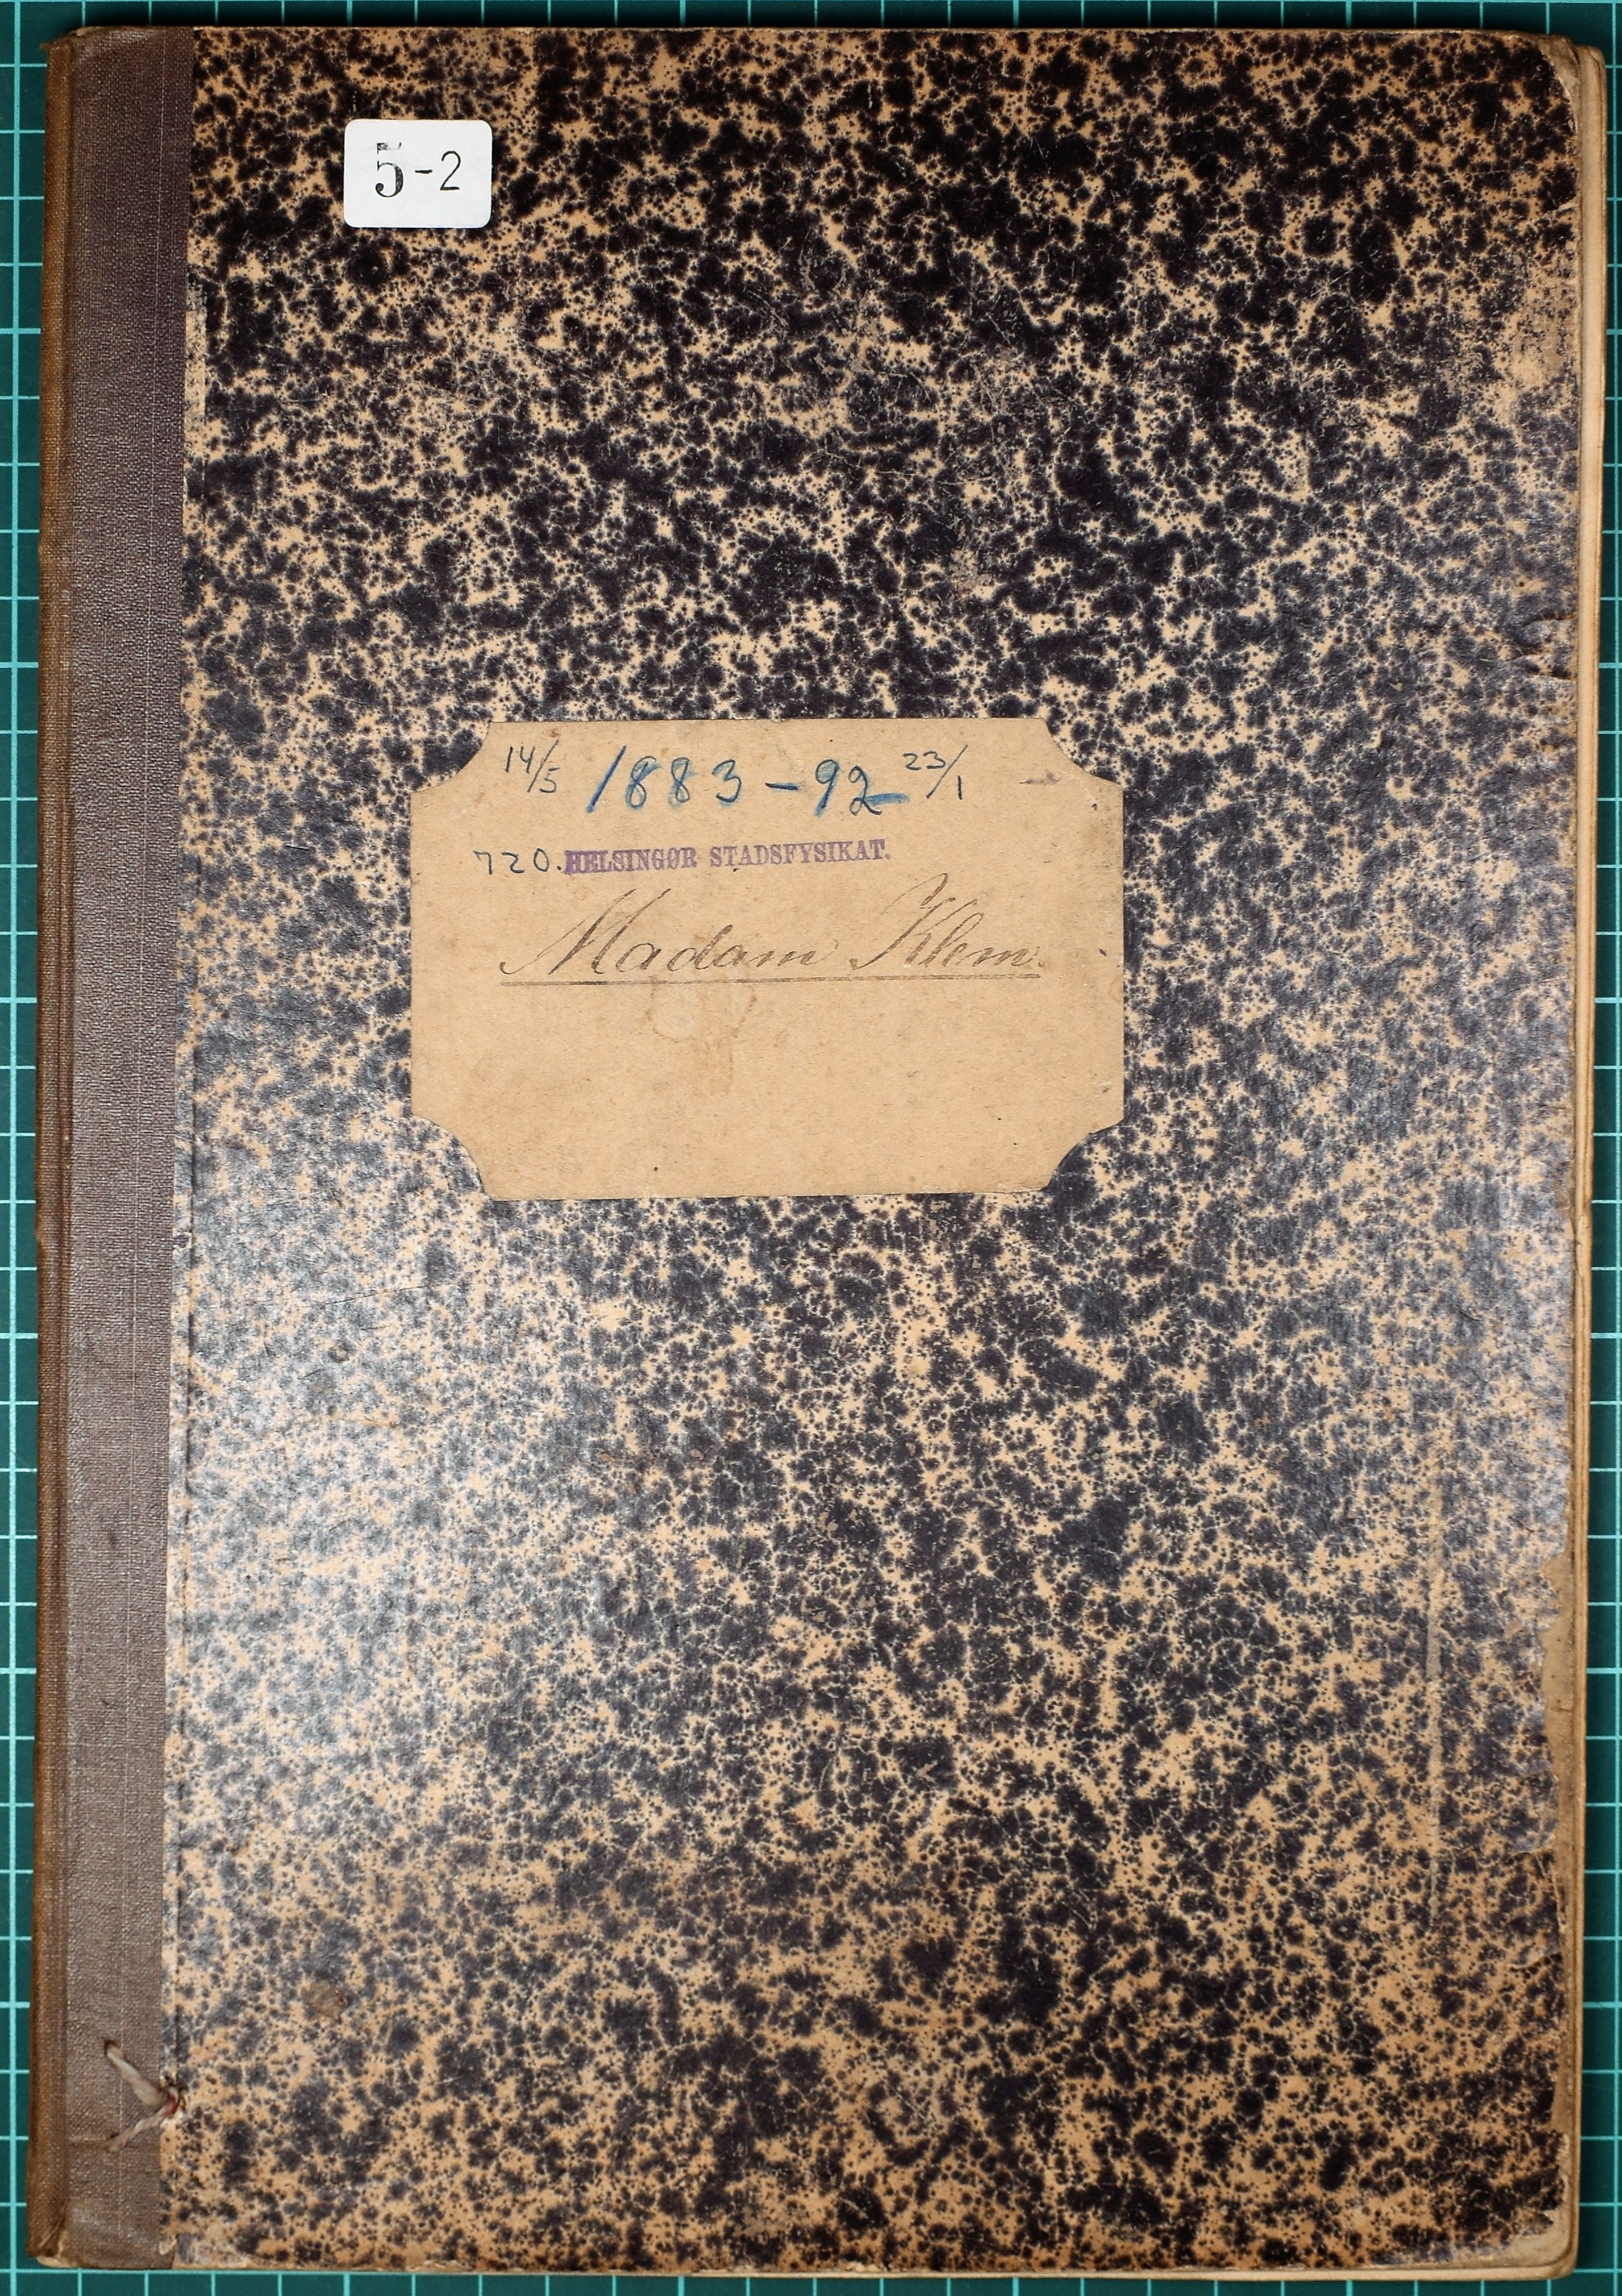 5-2
14/5 1883-92 23/1
720. HELSINGØR STADSFYSIKAT.
Madam Klem.